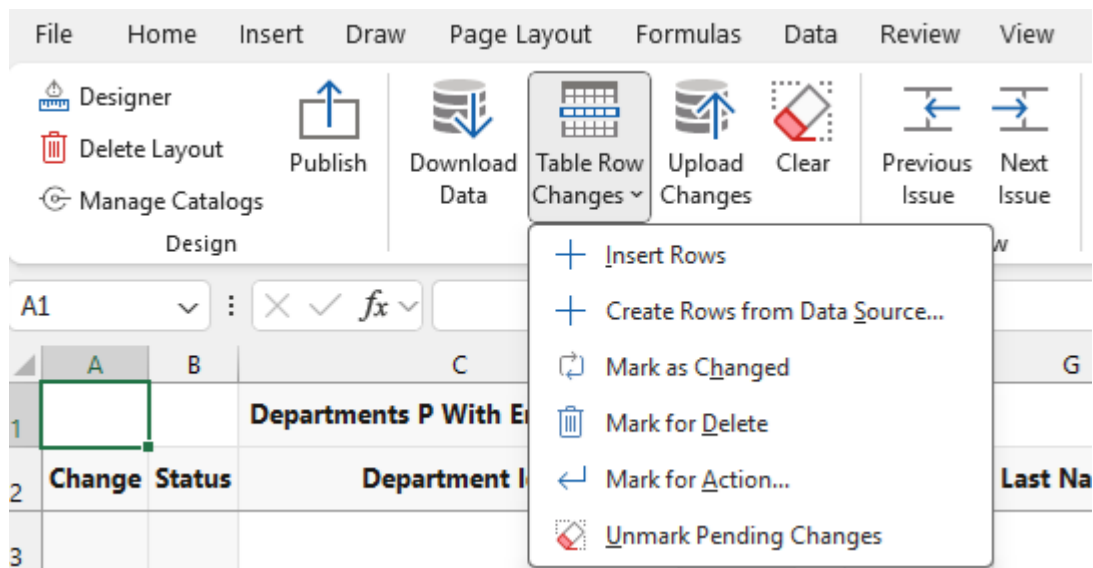 File Home Insert Draw Page Layout Formulas Data Review View
Designer
Delete Layout
Manage Catalogs
Design
Publish
Download
Data
Table Row
Changes
Upload
Changes
Clear
Previous
Issue
Next
Issue
w
Insert Rows
Create Rows from Data Source...
Mark as Changed
Mark for Delete
Mark for Action...
Unmark Pending Changes
A1 fx
A B C G
1 Departments P With E
2 Change Status Department I Last Na
3